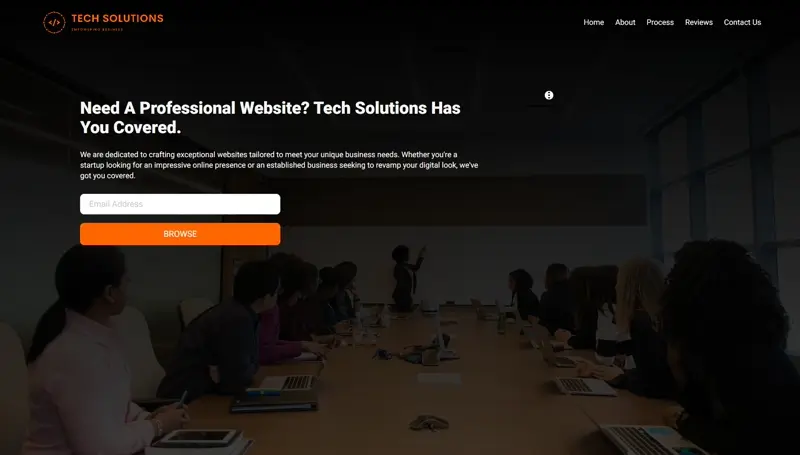 TECH SOLUTIONS
EMPOWERING BUSINESS
Home About Process Reviews Contact Us
Need A Professional Website? Tech Solutions Has
You Covered.
We are dedicated to crafting exceptional websites tailored to meet your unique business needs. Whether you're a
startup looking for an impressive online presence or an established business seeking to revamp your digital look, we've
got you covered.
Email Address
BROWSE